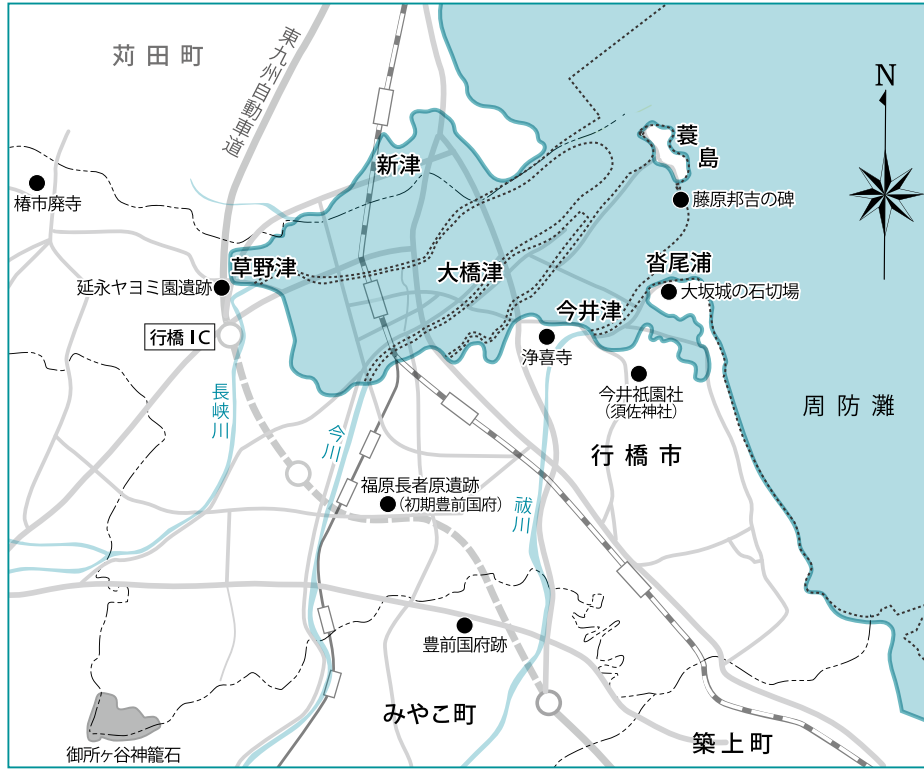 苅田町
東九州自動車道
N
新津
蓑島
椿市廃寺
藤原邦吉の碑
草野津
大橋津
沓尾浦
延永ヤヨミ園遺跡
大坂城の石切場
今井津
行橋IC
浄喜寺
今井祇園社
(須佐神社)
周防灘
長峡川
今川
行橋市
福原長者原遺跡
(初期豊前国府)
祓川
豊前国府跡
みやこ町
築上町
御所ヶ谷神籠石